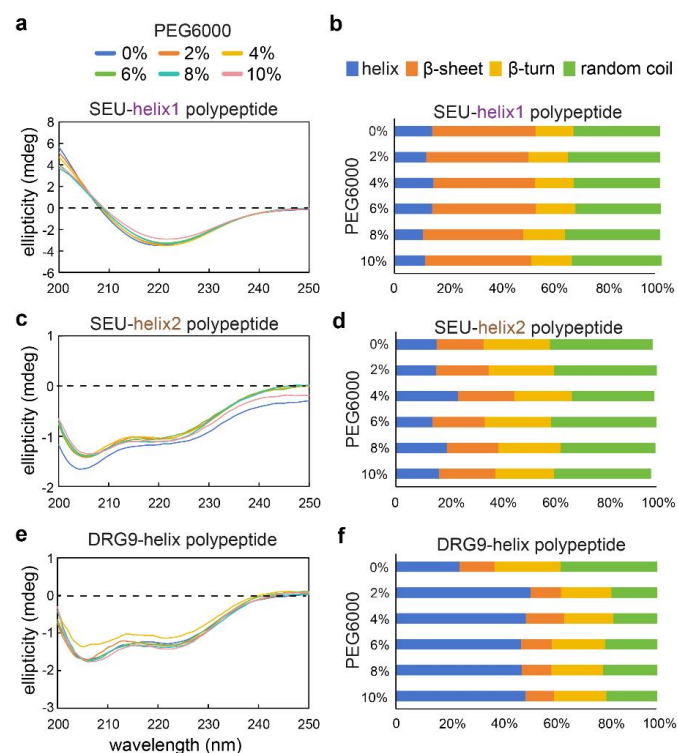 a
PEG6000
0% 2% 4%
6% 8% 10%
SEU-helix1 polypeptide
ellipticity (mdeg)
8
6
4
2
0
-2
-4
-6
200 210 220 230 240 250
b
helix β-sheet β-turn random coil
SEU-helix1 polypeptide
PEG6000
0%
2%
4%
6%
8%
10%
0 20% 40% 60% 80% 100%
c
SEU-helix2 polypeptide
ellipticity (mdeg)
1
0
-1
-2
200 210 220 230 240 250
d
SEU-helix2 polypeptide
PEG6000
0%
2%
4%
6%
8%
10%
0 20% 40% 60% 80% 100%
e
DRG9-helix polypeptide
ellipticity (mdeg)
1
0
-1
-2
-3
200 210 220 230 240 250
wavelength (nm)
f
DRG9-helix polypeptide
PEG6000
0%
2%
4%
6%
8%
10%
0 20% 40% 60% 80% 100%